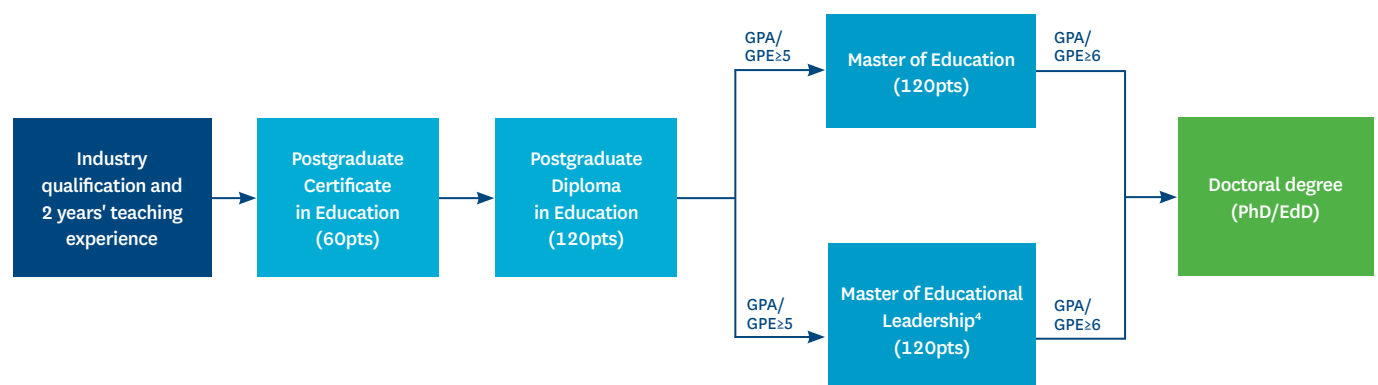 Industry
qualification and
2 years' teaching
experience
Postgraduate
Certificate
in Education
(60pts)
Postgraduate
Diploma
in Education
(120pts)
GPA/
GPE≥5
Master of Education
(120pts)
GPA/
GPE≥6
GPA/
GPE≥5
Master of Educational
Leadership⁴
(120pts)
GPA/
GPE≥6
Doctoral degree
(PhD/EdD)